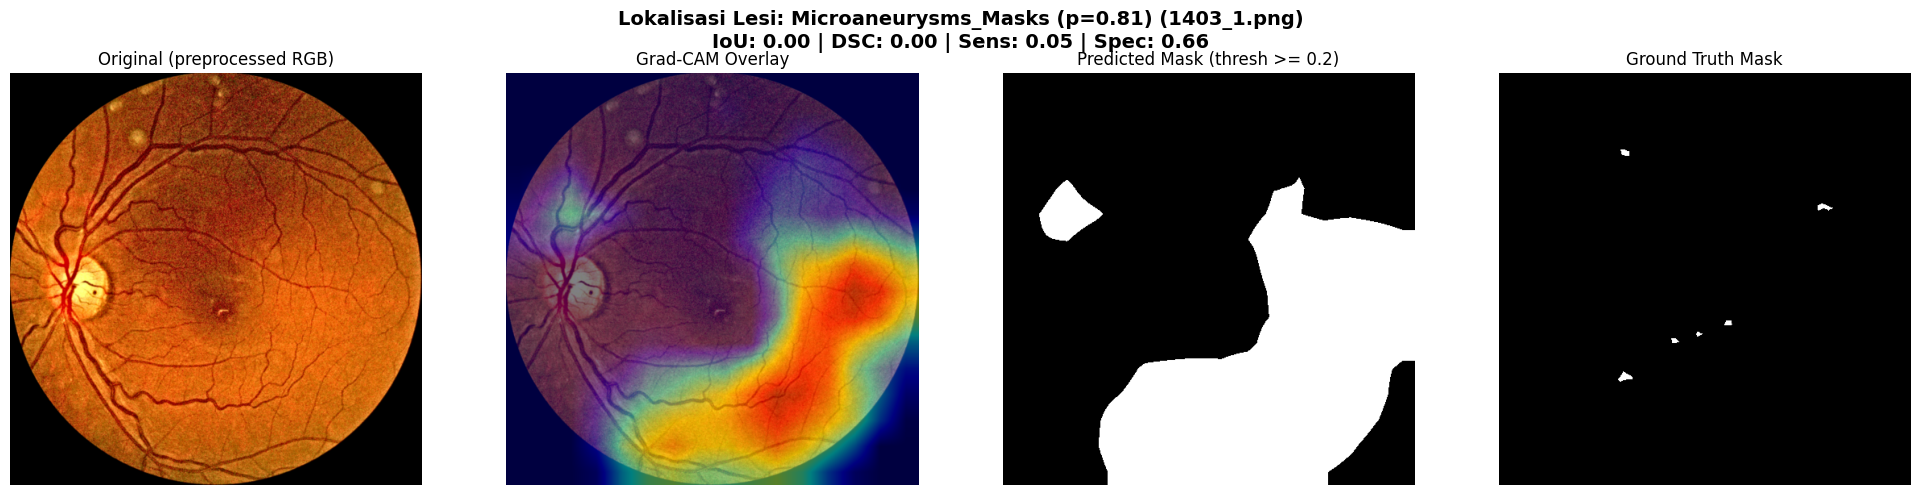 Lokalisasi Lesi: Microaneurysms_Masks (p=0.81) (1403_1.png)
IoU: 0.00 | DSC: 0.00 | Sens: 0.05 | Spec: 0.66
Original (preprocessed RGB)
Grad-CAM Overlay
Predicted Mask (thresh >= 0.2)
Ground Truth Mask